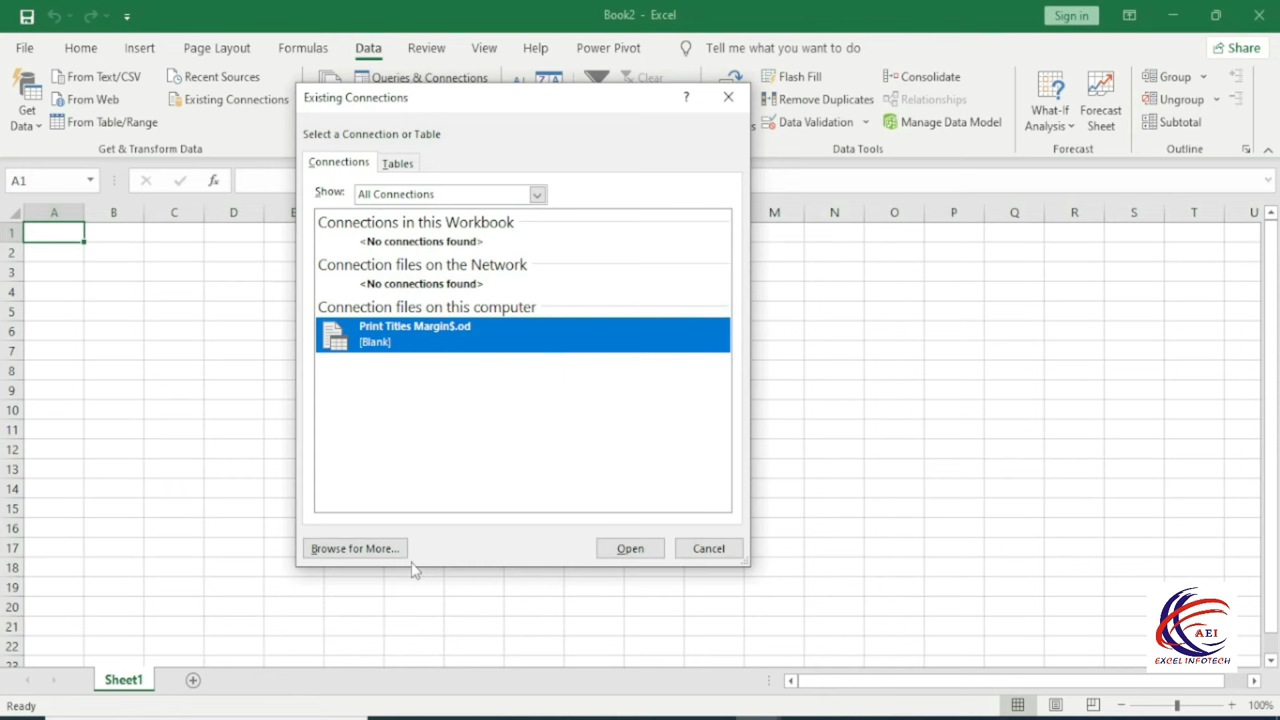 Book2 - Excel
Sign in
File Home Insert Page Layout Formulas Data Review View Help Power Pivot Tell me what you want to do Share
From Text/CSV Recent Sources Queries & Connections Clear Flash Fill Consolidate Group
Get Data From Web Existing Connections Remove Duplicates Relationships What-If Analysis Forecast Sheet Ungroup
From Table/Range Data Validation Manage Data Model Subtotal
Get & Transform Data Data Tools Forecast Outline
Existing Connections ?
Select a Connection or Table
Connections Tables
Show: All Connections
Connections in this Workbook
<No connections found>
Connection files on the Network
<No connections found>
Connection files on this computer
Print Titles Margin$.od
[Blank]
Browse for More... Open Cancel
A1 fx
A B C D E M N O P Q R S T U
1
2
3
4
5
6
7
8
9
10
11
12
13
14
15
16
17
18
19
20
21
22
23
AEI
EXCEL INFOTECH
Sheet1
Ready 100%